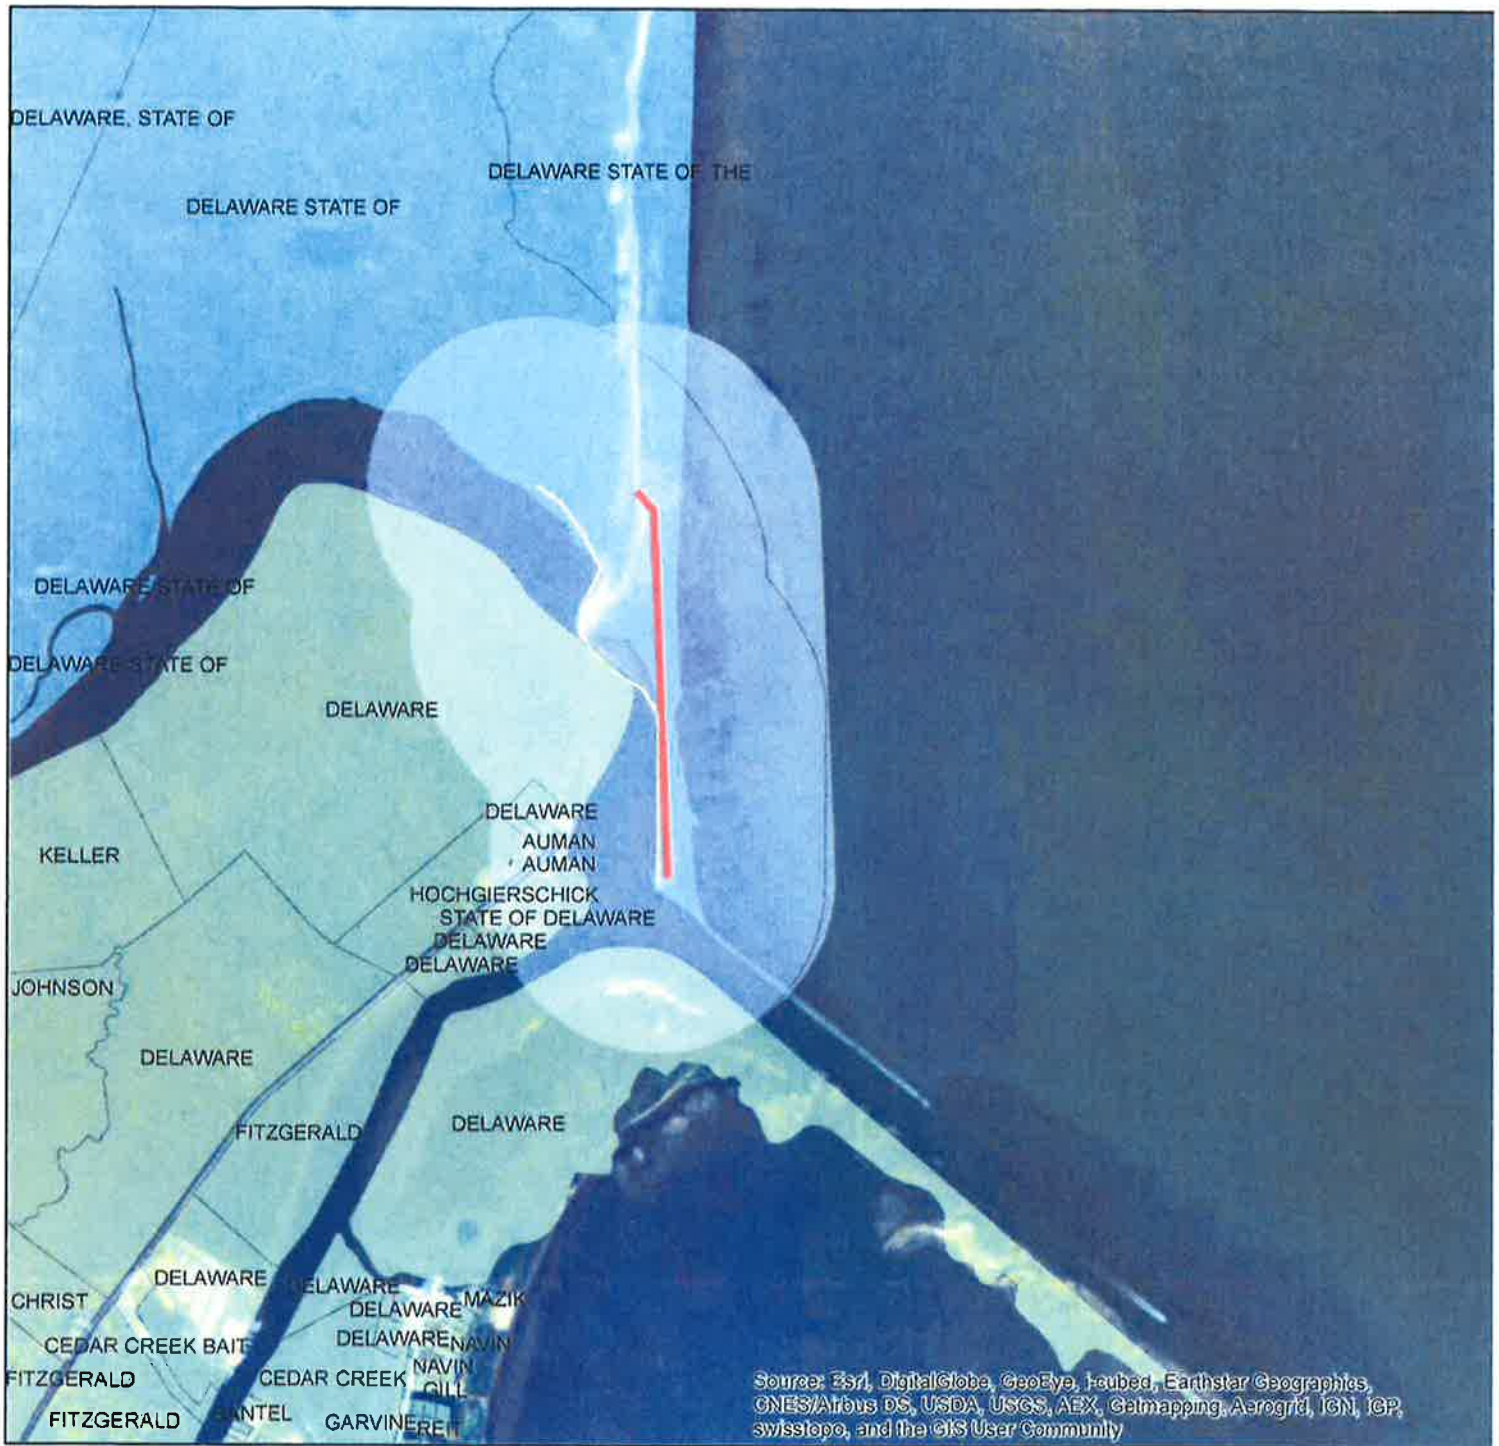 DELAWARE, STATE OF
DELAWARE STATE OF THE
DELAWARE STATE OF
DELAWARE STATE OF
DELAWARE STATE OF
DELAWARE
DELAWARE
AUMAN
KELLER
AUMAN
HOCHGIERSCHICK
STATE OF DELAWARE
DELAWARE
DELAWARE
JOHNSON
DELAWARE
DELAWARE
FITZGERALD
DELAWARE
DELAWARE
CHRIST
MAZIK
DELAWARE
CEDAR CREEK BAIT
DELAWARE
NAVIN
NAVIN
FITZGERALD
CEDAR CREEK
GILL
FITZGERALD
BANTEL
GARVINE
REIT
Source: Esri, DigitalGlobe, GeoEye, i-cubed, Earthstar Geographics,
CNES/Airbus DS, USDA, USGS, AEX, Getmapping, Aerogrid, IGN, IGP,
swisstopo, and the GIS User Community